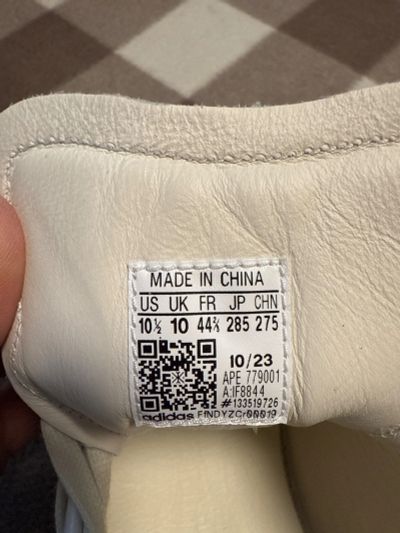 MADE IN CHINA
US UK FR JP CHN
10½ 10 44⅔ 285 275
10/23
APE 779001
A:IF8844
#133519726
adidas FfNDYZCr00019